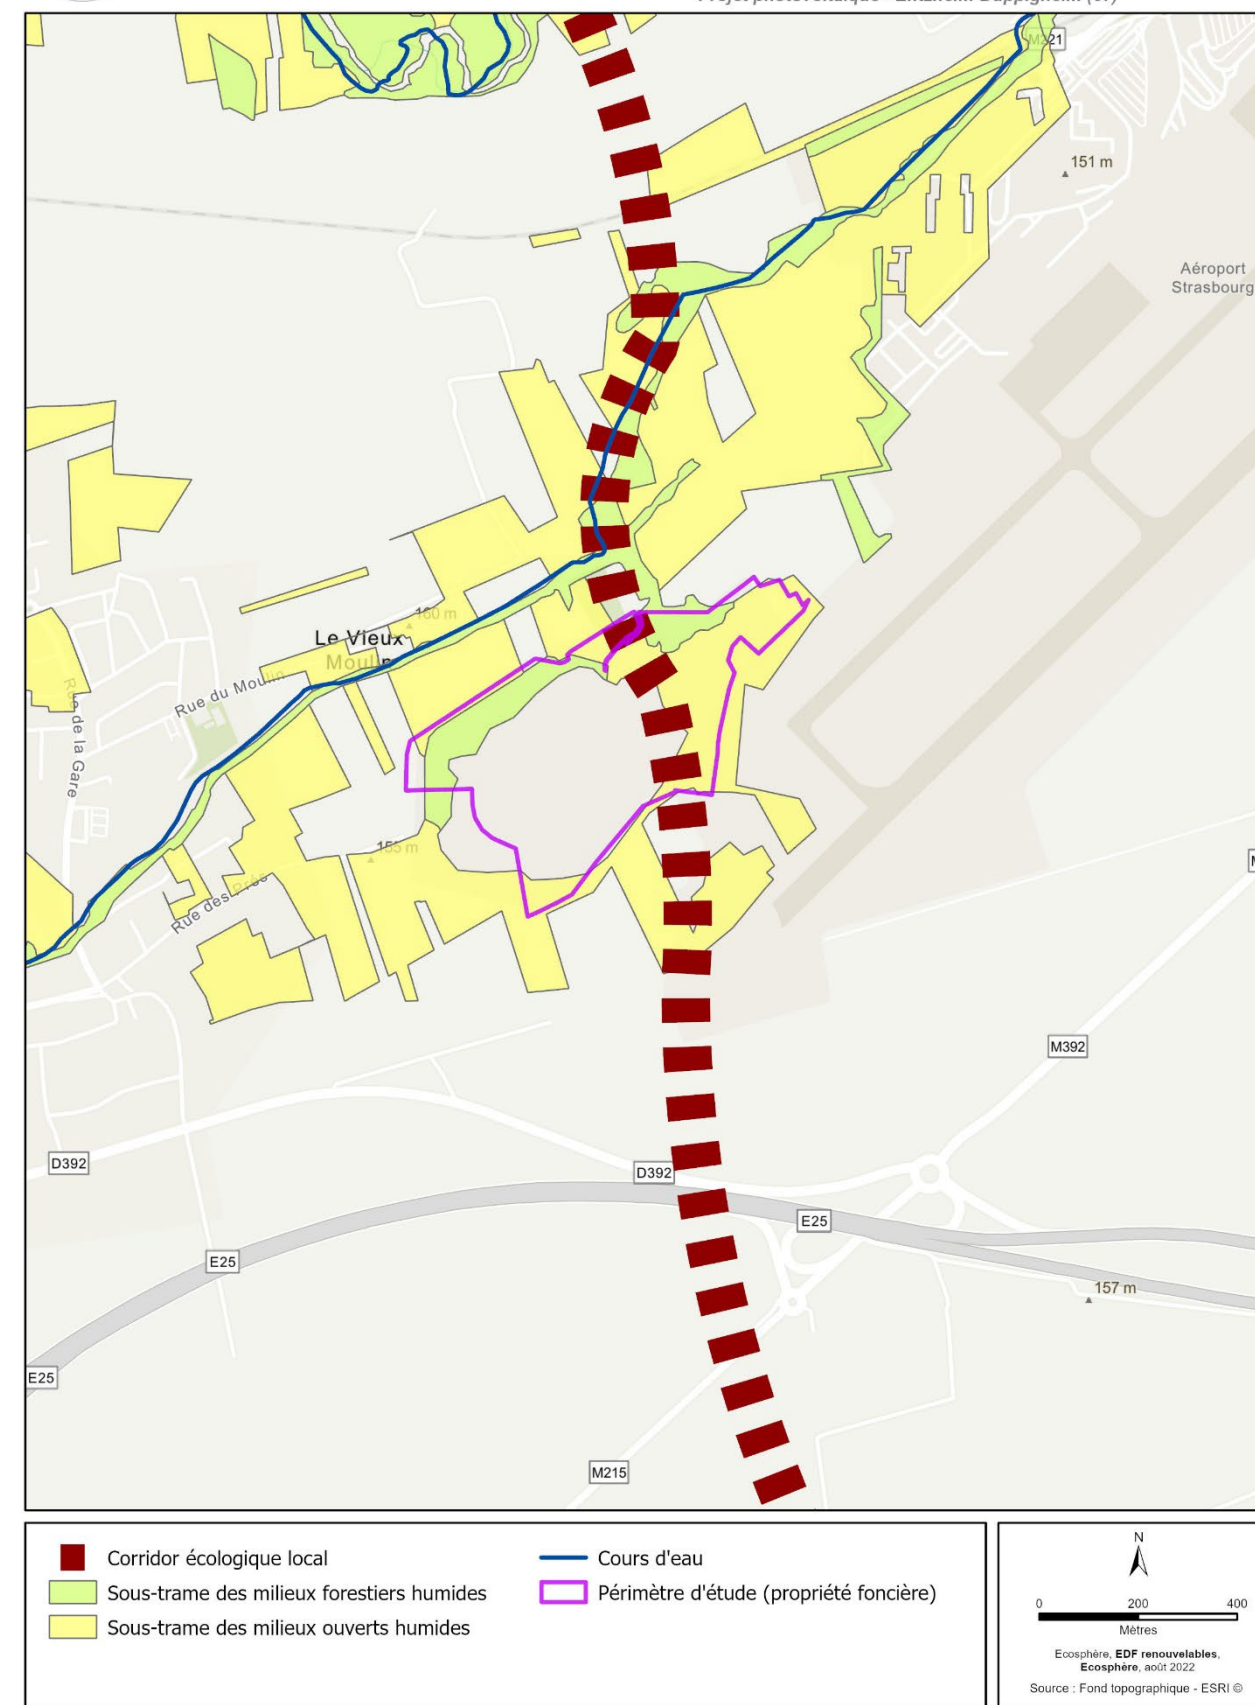 M221
151 m
Aéroport
Strasbourg
160 m
Le Vieux
Moulin
Rue du Moulin
Rue de la Gare
155 m
Rue des Prés
M392
D392
D392
E25
E25
157 m
E25
M215
Corridor écologique local
Sous-trame des milieux forestiers humides
Sous-trame des milieux ouverts humides
Cours d'eau
Périmètre d'étude (propriété foncière)
N
0 200 400
Mètres
Ecosphère, EDF renouvelables,
Ecosphère, août 2022
Source : Fond topographique - ESRI ©